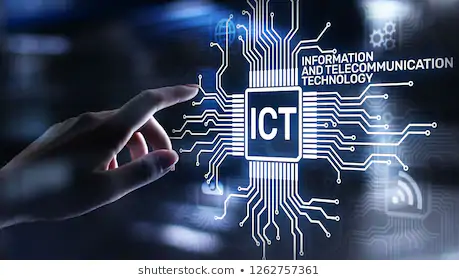 INFORMATION
AND TELECOMMUNICATION
TECHNOLOGY
ICT
shutterstock.com · 1262757361